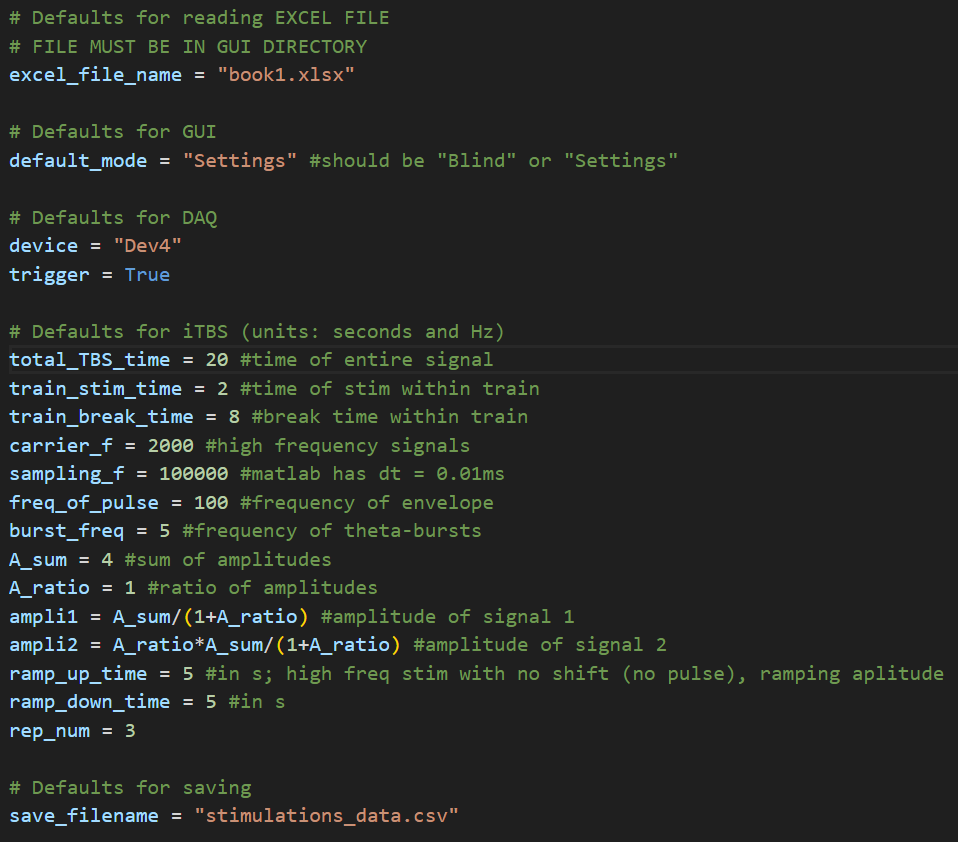 # Defaults for reading EXCEL FILE
# FILE MUST BE IN GUI DIRECTORY
excel_file_name = "book1.xlsx"
# Defaults for GUI
default_mode = "Settings" #should be "Blind" or "Settings"
# Defaults for DAQ
device = "Dev4"
trigger = True
# Defaults for iTBS (units: seconds and Hz)
total_TBS_time = 20 #time of entire signal
train_stim_time = 2 #time of stim within train
train_break_time = 8 #break time within train
carrier_f = 2000 #high frequency signals
sampling_f = 100000 #matlab has dt = 0.01ms
freq_of_pulse = 100 #frequency of envelope
burst_freq = 5 #frequency of theta-bursts
A_sum = 4 #sum of amplitudes
A_ratio = 1 #ratio of amplitudes
ampli1 = A_sum/(1+A_ratio) #amplitude of signal 1
ampli2 = A_ratio*A_sum/(1+A_ratio) #amplitude of signal 2
ramp_up_time = 5 #in s; high freq stim with no shift (no pulse), ramping aplitude
ramp_down_time = 5 #in s
rep_num = 3
# Defaults for saving
save_filename = "stimulations_data.csv"